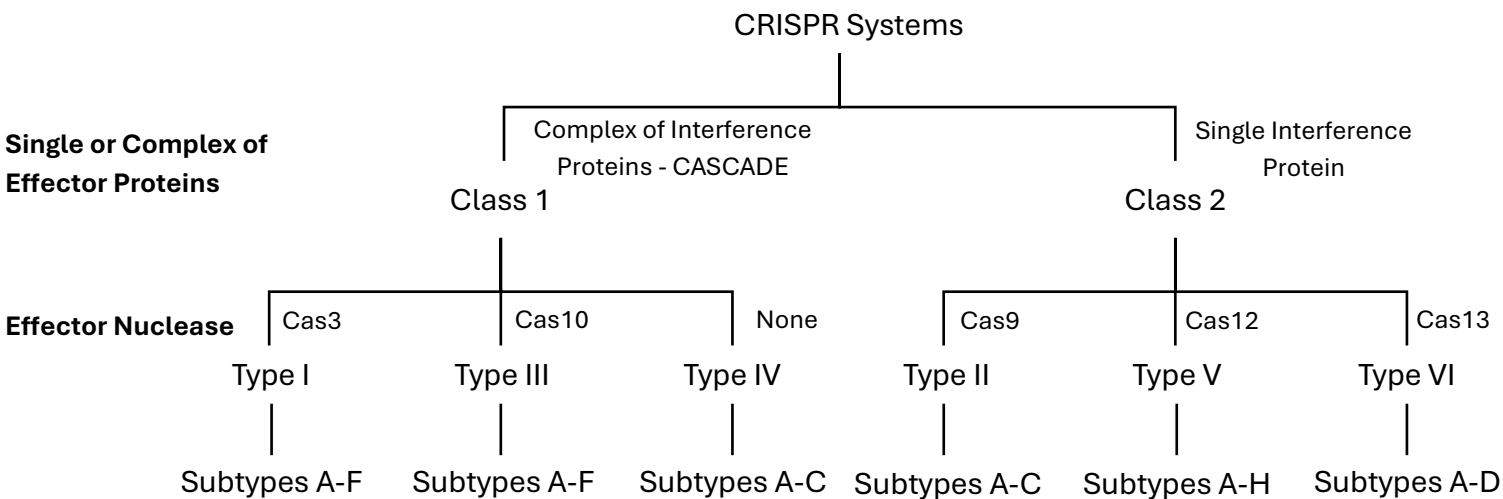 CRISPR Systems
Single or Complex of
Effector Proteins
Complex of Interference
Proteins - CASCADE
Single Interference
Protein
Class 1
Class 2
Effector Nuclease
Cas3
Cas10
None
Cas9
Cas12
Cas13
Type I
Type III
Type IV
Type II
Type V
Type VI
Subtypes A-F
Subtypes A-F
Subtypes A-C
Subtypes A-C
Subtypes A-H
Subtypes A-D